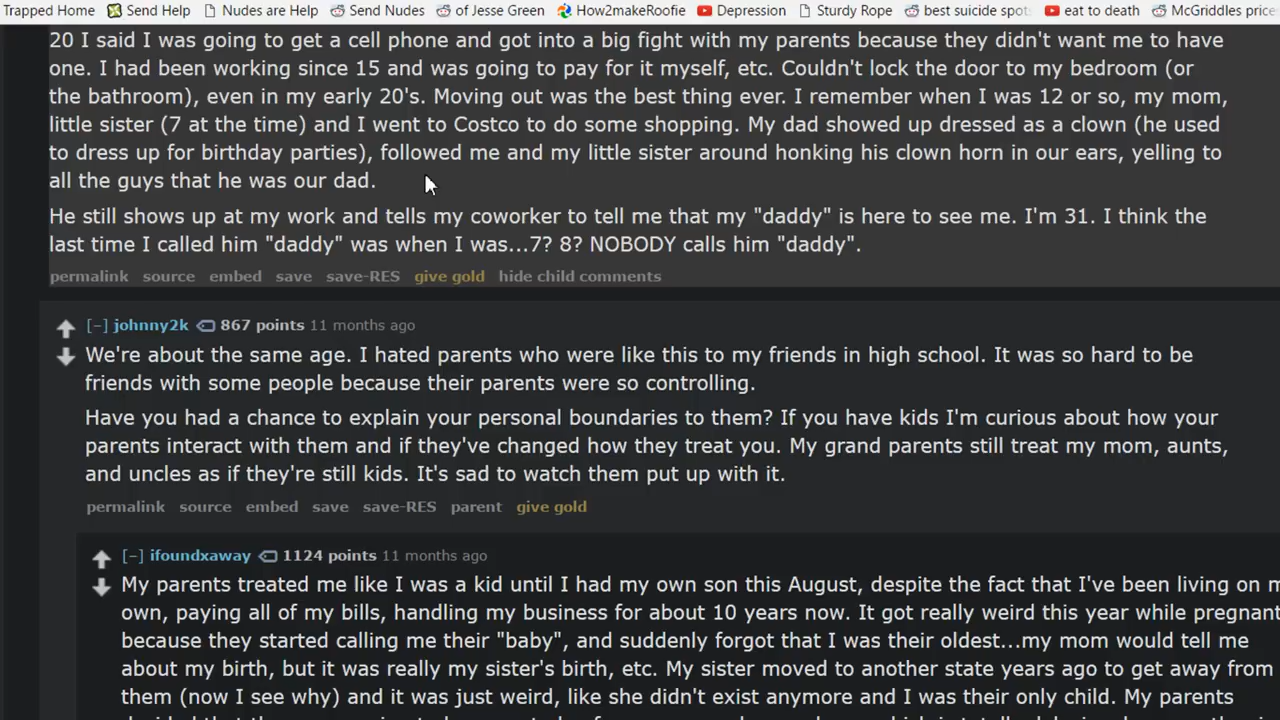 Trapped Home Send Help Nudes are Help Send Nudes of Jesse Green How2makeRoofie Depression Sturdy Rope best suicide spots eat to death McGriddles price
20 I said I was going to get a cell phone and got into a big fight with my parents because they didn't want me to have
one. I had been working since 15 and was going to pay for it myself, etc. Couldn't lock the door to my bedroom (or
the bathroom), even in my early 20's. Moving out was the best thing ever. I remember when I was 12 or so, my mom,
little sister (7 at the time) and I went to Costco to do some shopping. My dad showed up dressed as a clown (he used
to dress up for birthday parties), followed me and my little sister around honking his clown horn in our ears, yelling to
all the guys that he was our dad.
He still shows up at my work and tells my coworker to tell me that my "daddy" is here to see me. I'm 31. I think the
last time I called him "daddy" was when I was...7? 8? NOBODY calls him "daddy".
permalink source embed save save-RES give gold hide child comments
[–] johnny2k 867 points 11 months ago
We're about the same age. I hated parents who were like this to my friends in high school. It was so hard to be
friends with some people because their parents were so controlling.
Have you had a chance to explain your personal boundaries to them? If you have kids I'm curious about how your
parents interact with them and if they've changed how they treat you. My grand parents still treat my mom, aunts,
and uncles as if they're still kids. It's sad to watch them put up with it.
permalink source embed save save-RES parent give gold
[–] ifoundxaway 1124 points 11 months ago
My parents treated me like I was a kid until I had my own son this August, despite the fact that I've been living on m
own, paying all of my bills, handling my business for about 10 years now. It got really weird this year while pregnant
because they started calling me their "baby", and suddenly forgot that I was their oldest...my mom would tell me
about my birth, but it was really my sister's birth, etc. My sister moved to another state years ago to get away from
them (now I see why) and it was just weird, like she didn't exist anymore and I was their only child. My parents